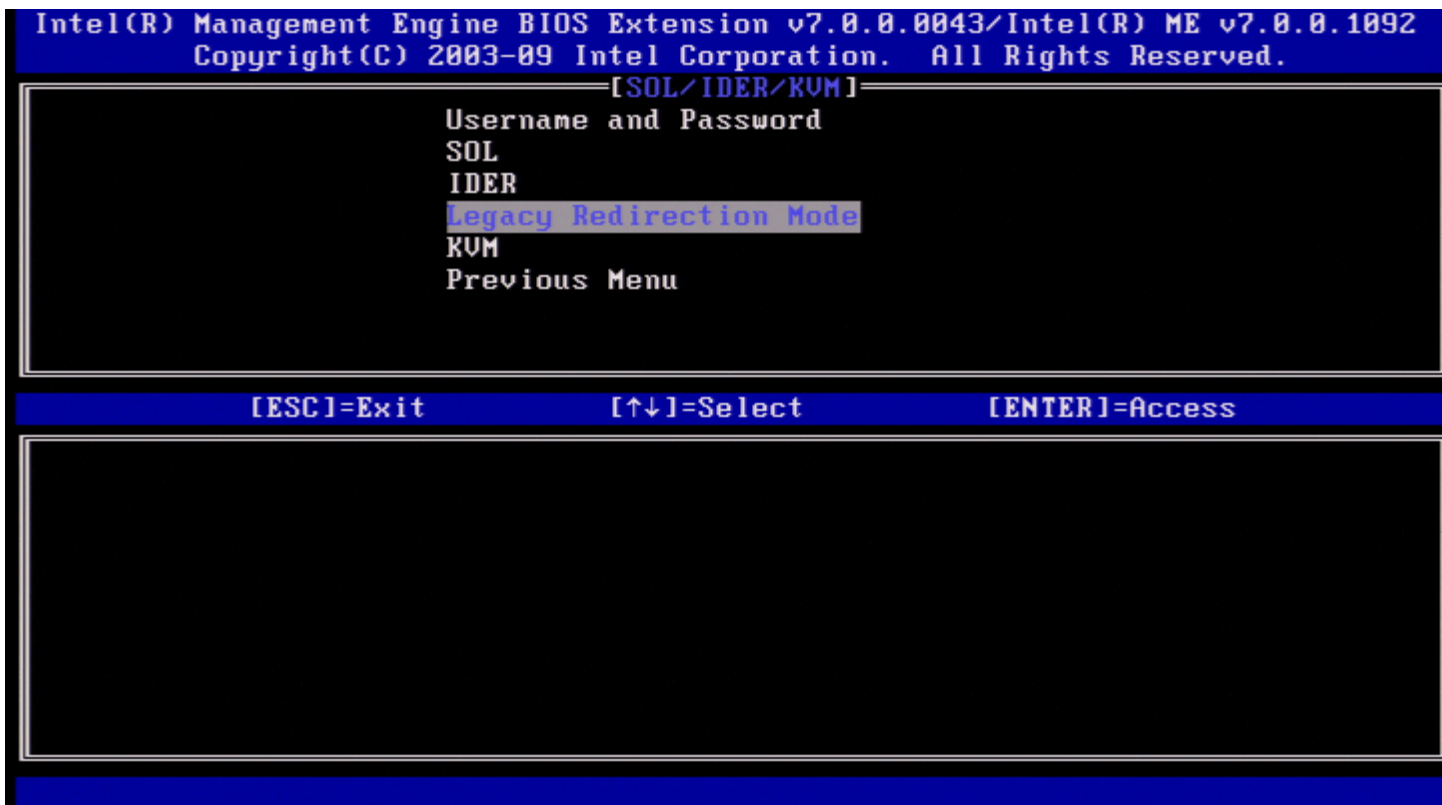 Intel(R) Management Engine BIOS Extension v7.0.0.0043/Intel(R) ME v7.0.0.1092
Copyright(C) 2003-09 Intel Corporation. All Rights Reserved.
[SOL/IDER/KVM]
Username and Password
SOL
IDER
Legacy Redirection Mode
KVM
Previous Menu
[ESC]=Exit [↑↓]=Select [ENTER]=Access